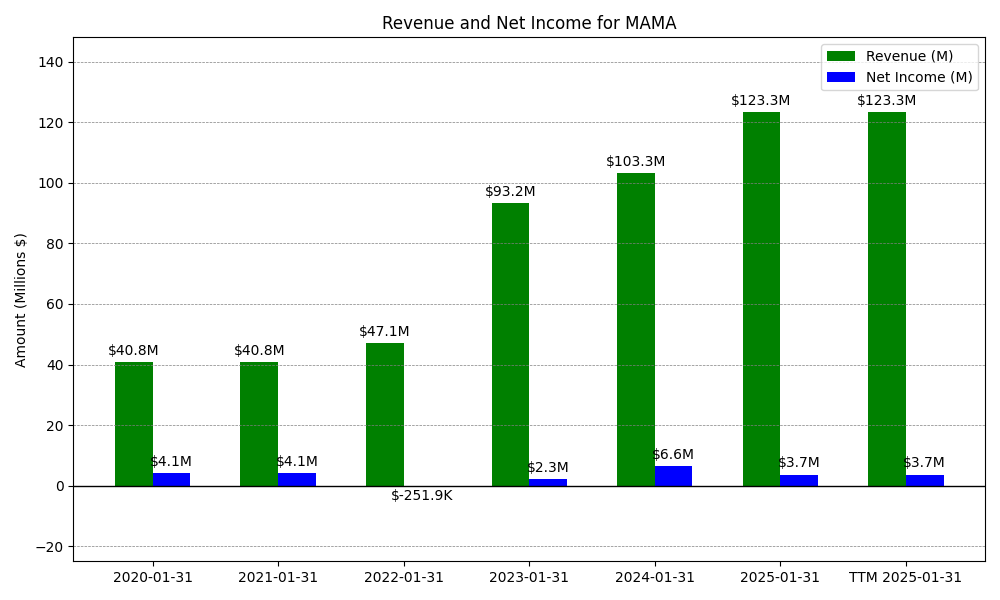 Revenue and Net Income for MAMA
Revenue (M)
Net Income (M)
Amount (Millions $)
140
120
100
80
60
40
20
0
−20
$40.8M
$4.1M
$40.8M
$4.1M
$47.1M
$-251.9K
$93.2M
$2.3M
$103.3M
$6.6M
$123.3M
$3.7M
$123.3M
$3.7M
2020-01-31
2021-01-31
2022-01-31
2023-01-31
2024-01-31
2025-01-31
TTM 2025-01-31